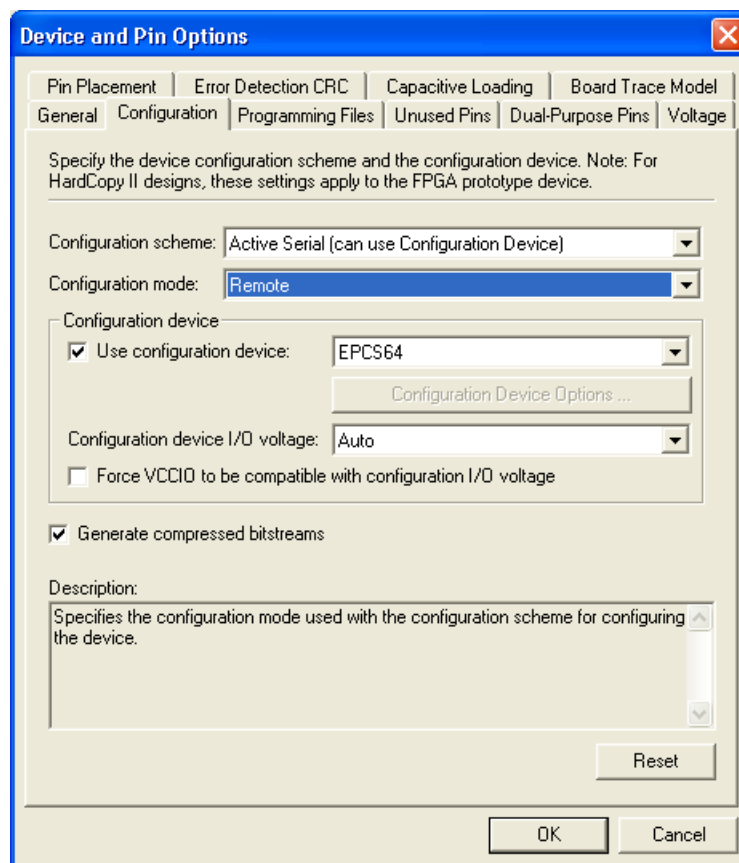 Device and Pin Options
Pin Placement Error Detection CRC Capacitive Loading Board Trace Model
General Configuration Programming Files Unused Pins Dual-Purpose Pins Voltage
Specify the device configuration scheme and the configuration device. Note: For
HardCopy II designs, these settings apply to the FPGA prototype device.
Configuration scheme: Active Serial (can use Configuration Device)
Configuration mode: Remote
Configuration device
Use configuration device: EPCS64
Configuration Device Options ...
Configuration device I/O voltage: Auto
Force VCCIO to be compatible with configuration I/O voltage
Generate compressed bitstreams
Description:
Specifies the configuration mode used with the configuration scheme for configuring
the device.
Reset
OK Cancel